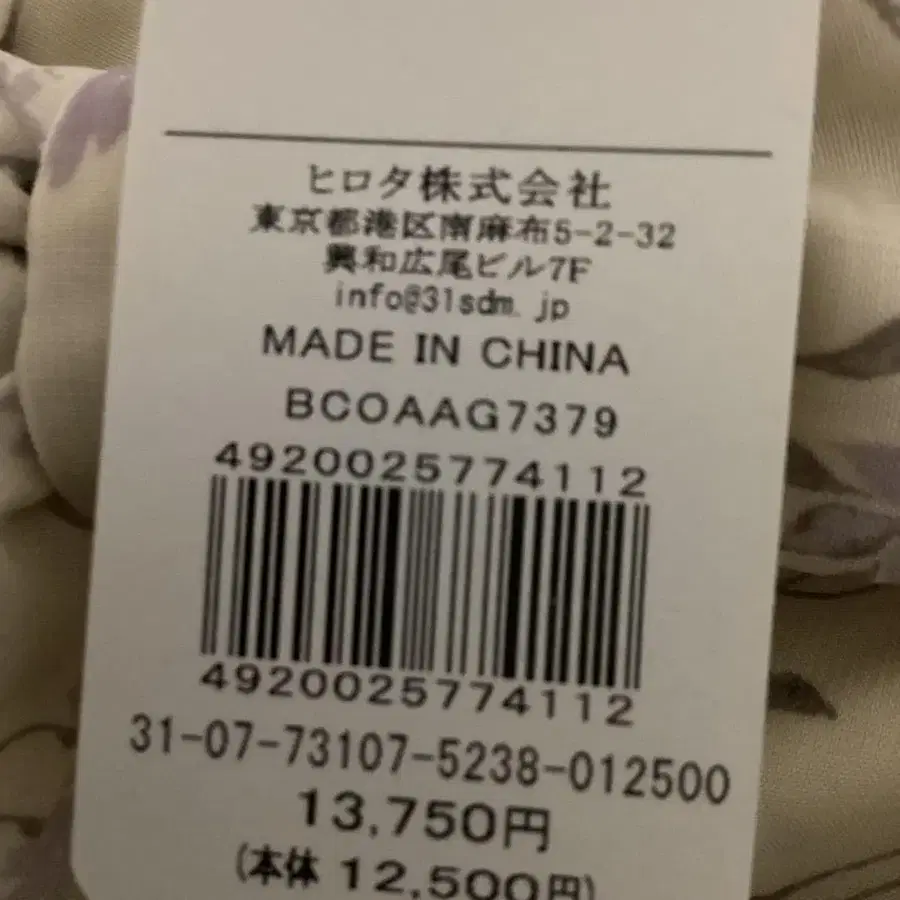 ヒロタ株式会社
東京都港区南麻布5-2-32
興和広尾ビル7F
info@31sdm.jp
MADE IN CHINA
BCOAAG7379
4920025774112
4920025774112
31-07-73107-5238-012500
13,750円
(本体 12,500円)